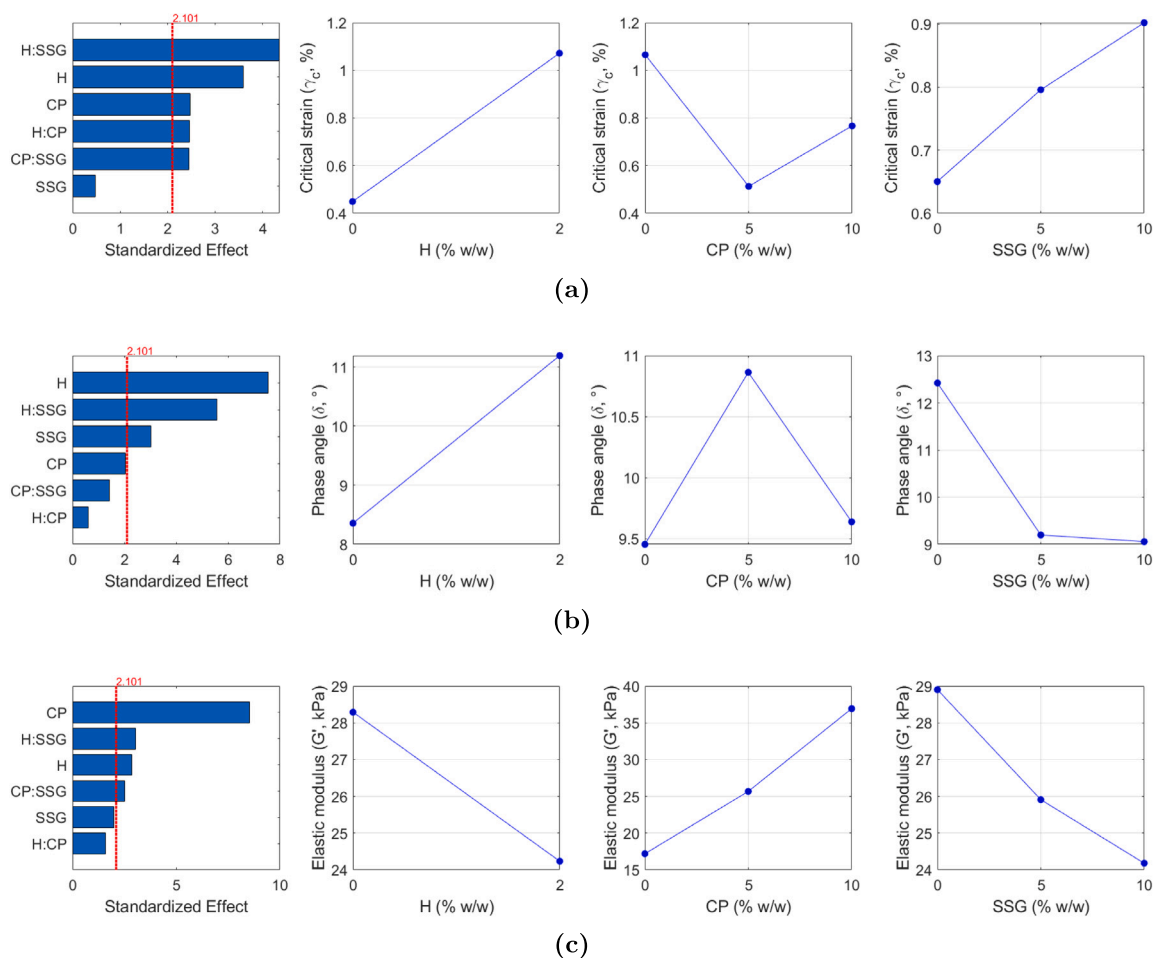 2.101
H:SSG
H
CP
H:CP
CP:SSG
SSG
0 1 2 3 4
Standardized Effect
Critical strain (γc, %)
1.2
1
0.8
0.6
0.4
0 2
H (% w/w)
Critical strain (γc, %)
1.2
1
0.8
0.6
0.4
0 5 10
CP (% w/w)
Critical strain (γc, %)
1
0.9
0.8
0.7
0.6
0 5 10
SSG (% w/w)
(a)
2.101
H
H:SSG
SSG
CP
CP:SSG
H:CP
0 2 4 6 8
Standardized Effect
Phase angle (δ, °)
11
10
9
8
0 2
H (% w/w)
Phase angle (δ, °)
11
10.5
10
9.5
0 5 10
CP (% w/w)
Phase angle (δ, °)
13
12
11
10
9
0 5 10
SSG (% w/w)
(b)
2.101
CP
H:SSG
H
CP:SSG
SSG
H:CP
0 5 10
Standardized Effect
Elastic modulus (G', kPa)
29
28
27
26
25
24
0 2
H (% w/w)
Elastic modulus (G', kPa)
40
35
30
25
20
15
0 5 10
CP (% w/w)
Elastic modulus (G', kPa)
29
28
27
26
25
24
0 5 10
SSG (% w/w)
(c)